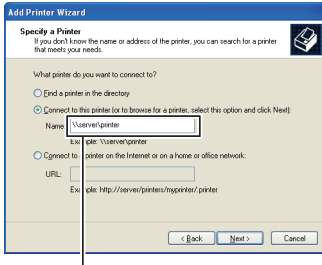 Add Printer Wizard
Specify a Printer
If you don't know the name or address of the printer, you can search for a printer
that meets your needs.
What printer do you want to connect to?
Find a printer in the directory
Connect to this printer (or to browse for a printer, select this option and click Next):
Name: \\server\printer
Example: \\server\printer
Connect to a printer on the Internet or on a home or office network:
URL:
Example: http://server/printers/myprinter/.printer
< Back Next > Cancel